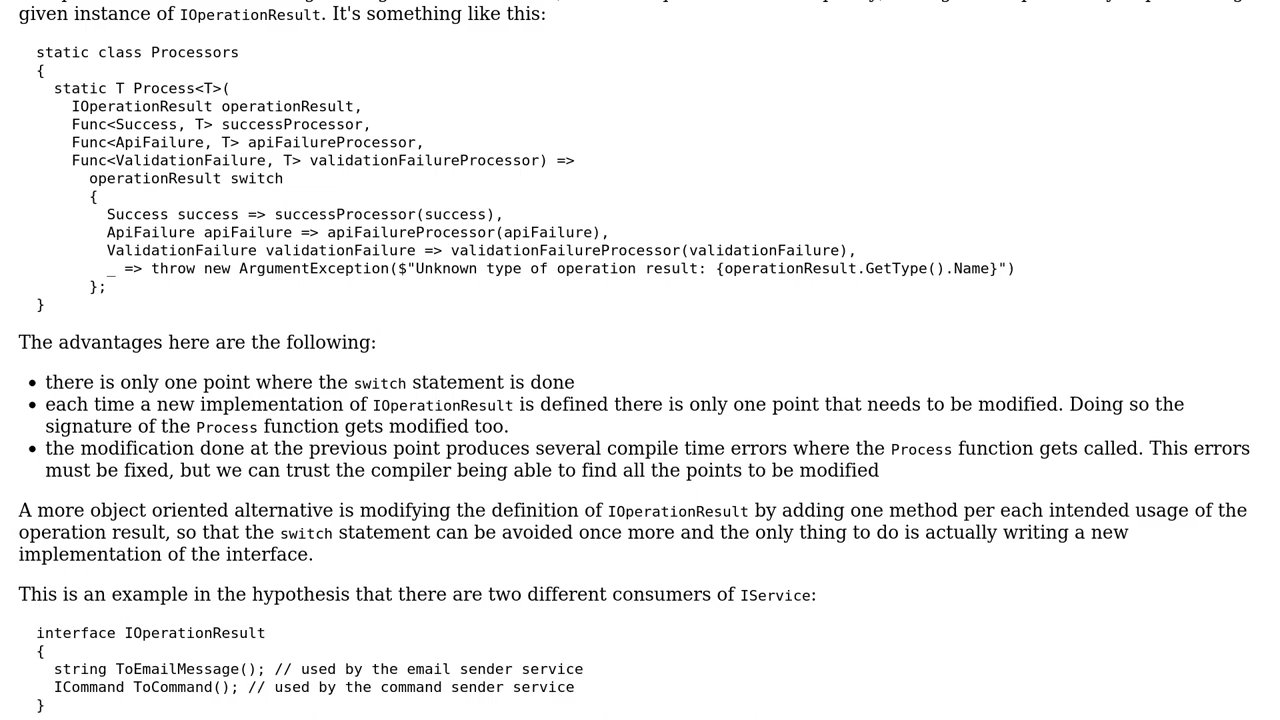 given instance of IOperationResult. It's something like this:
static class Processors
{
static T Process<T>(
IOperationResult operationResult,
Func<Success, T> successProcessor,
Func<ApiFailure, T> apiFailureProcessor,
Func<ValidationFailure, T> validationFailureProcessor) =>
operationResult switch
{
Success success => successProcessor(success),
ApiFailure apiFailure => apiFailureProcessor(apiFailure),
ValidationFailure validationFailure => validationFailureProcessor(validationFailure),
_ => throw new ArgumentException($"Unknown type of operation result: {operationResult.GetType().Name}")
};
}
The advantages here are the following:
• there is only one point where the switch statement is done
• each time a new implementation of IOperationResult is defined there is only one point that needs to be modified. Doing so the
signature of the Process function gets modified too.
• the modification done at the previous point produces several compile time errors where the Process function gets called. This errors
must be fixed, but we can trust the compiler being able to find all the points to be modified
A more object oriented alternative is modifying the definition of IOperationResult by adding one method per each intended usage of the
operation result, so that the switch statement can be avoided once more and the only thing to do is actually writing a new
implementation of the interface.
This is an example in the hypothesis that there are two different consumers of IService:
interface IOperationResult
{
string ToEmailMessage(); // used by the email sender service
ICommand ToCommand(); // used by the command sender service
}